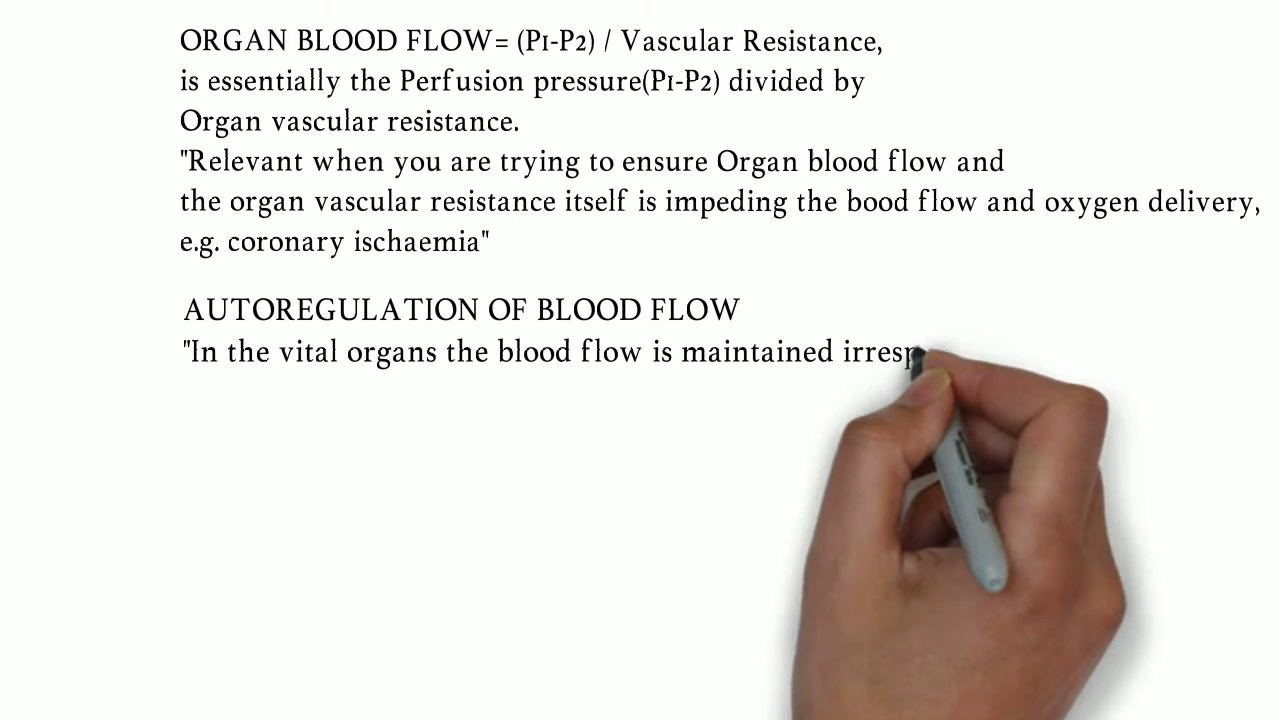 ORGAN BLOOD FLOW= (P1-P2) / Vascular Resistance,
is essentially the Perfusion pressure(P1-P2) divided by
Organ vascular resistance.
"Relevant when you are trying to ensure Organ blood flow and
the organ vascular resistance itself is impeding the bood flow and oxygen delivery,
e.g. coronary ischaemia"
AUTOREGULATION OF BLOOD FLOW
"In the vital organs the blood flow is maintained irresp